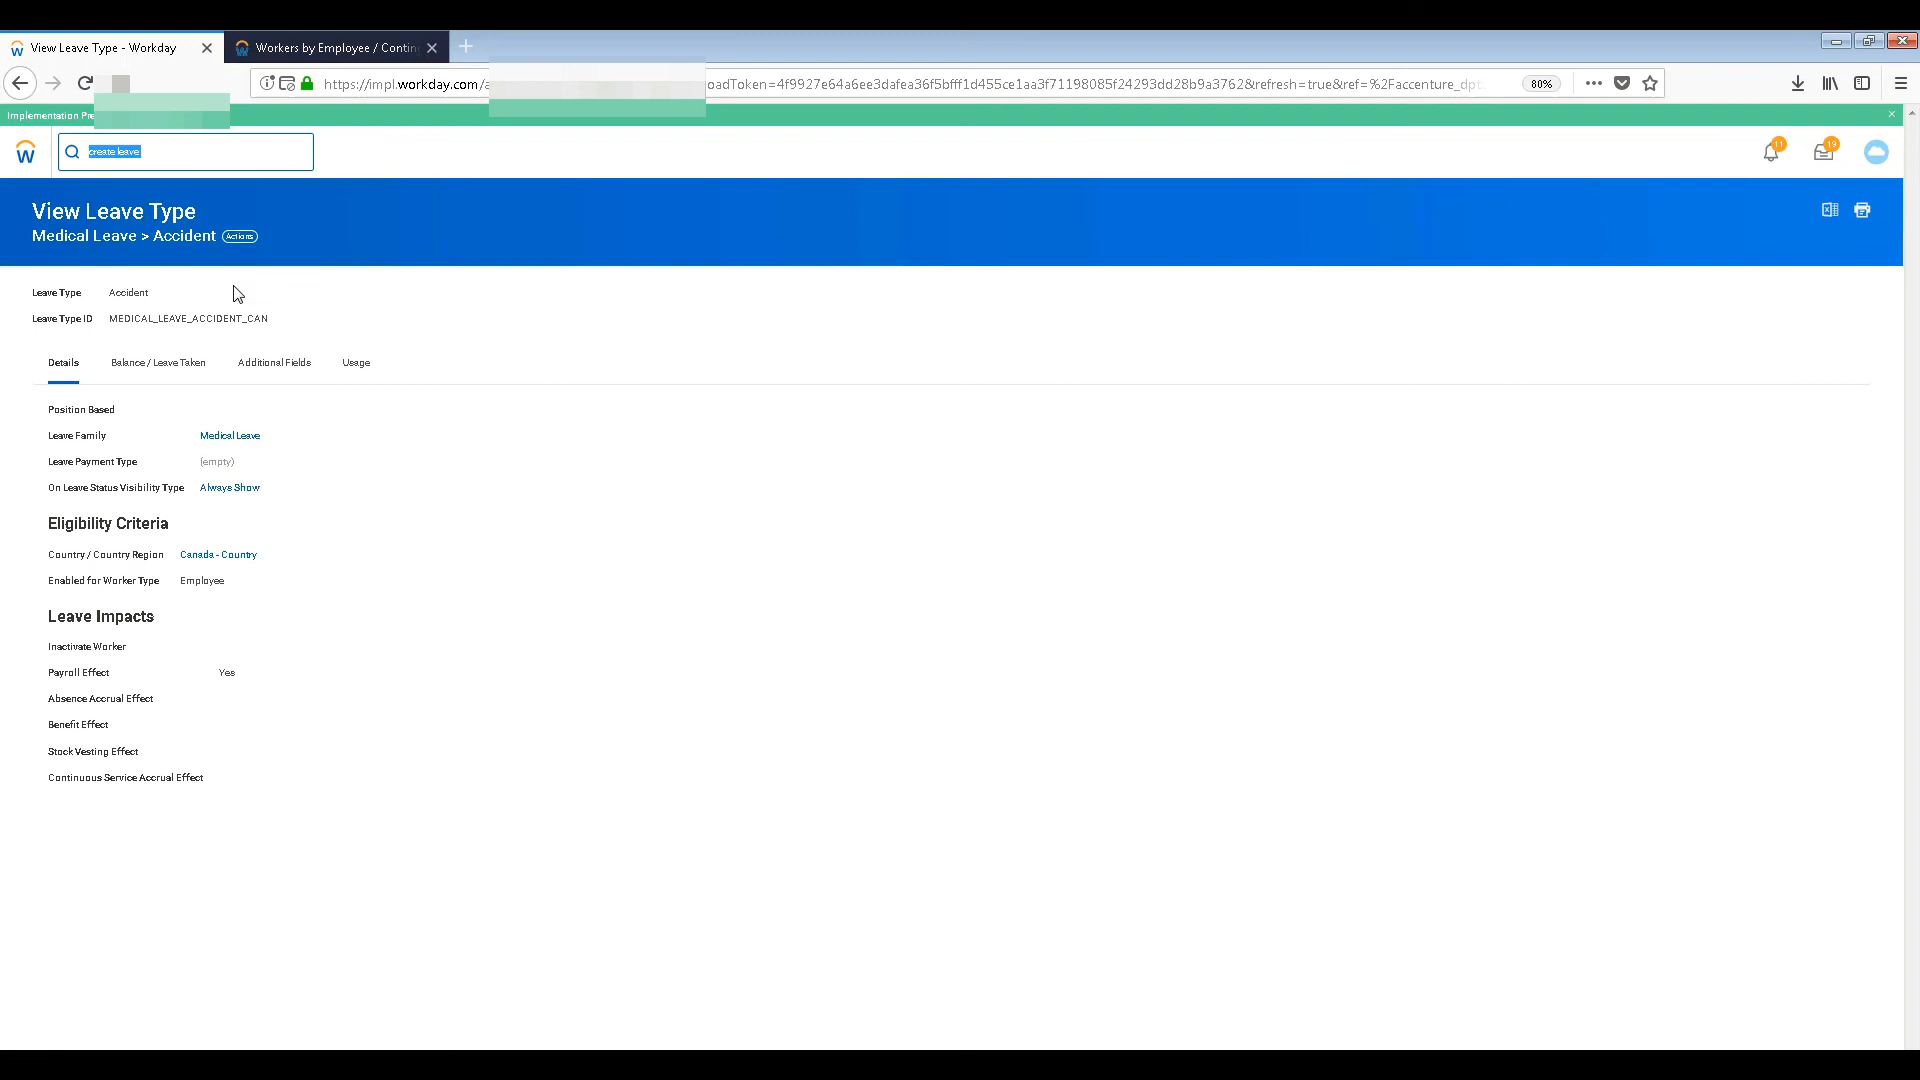 View Leave Type - Workday
Workers by Employee / Contin
https://impl.workday.com/a
oadToken=4f9927e64a6ee3dafea36f5bfff1d455ce1aa3f71198085f24293dd28b9a3762&refresh=true&ref=%2Faccenture_dpt
80%
Implementation Pre
create leave
11
19
View Leave Type
Medical Leave > Accident Actions
Leave Type Accident
Leave Type ID MEDICAL_LEAVE_ACCIDENT_CAN
Details Balance / Leave Taken Additional Fields Usage
Position Based
Leave Family Medical Leave
Leave Payment Type (empty)
On Leave Status Visibility Type Always Show
Eligibility Criteria
Country / Country Region Canada - Country
Enabled for Worker Type Employee
Leave Impacts
Inactivate Worker
Payroll Effect Yes
Absence Accrual Effect
Benefit Effect
Stock Vesting Effect
Continuous Service Accrual Effect